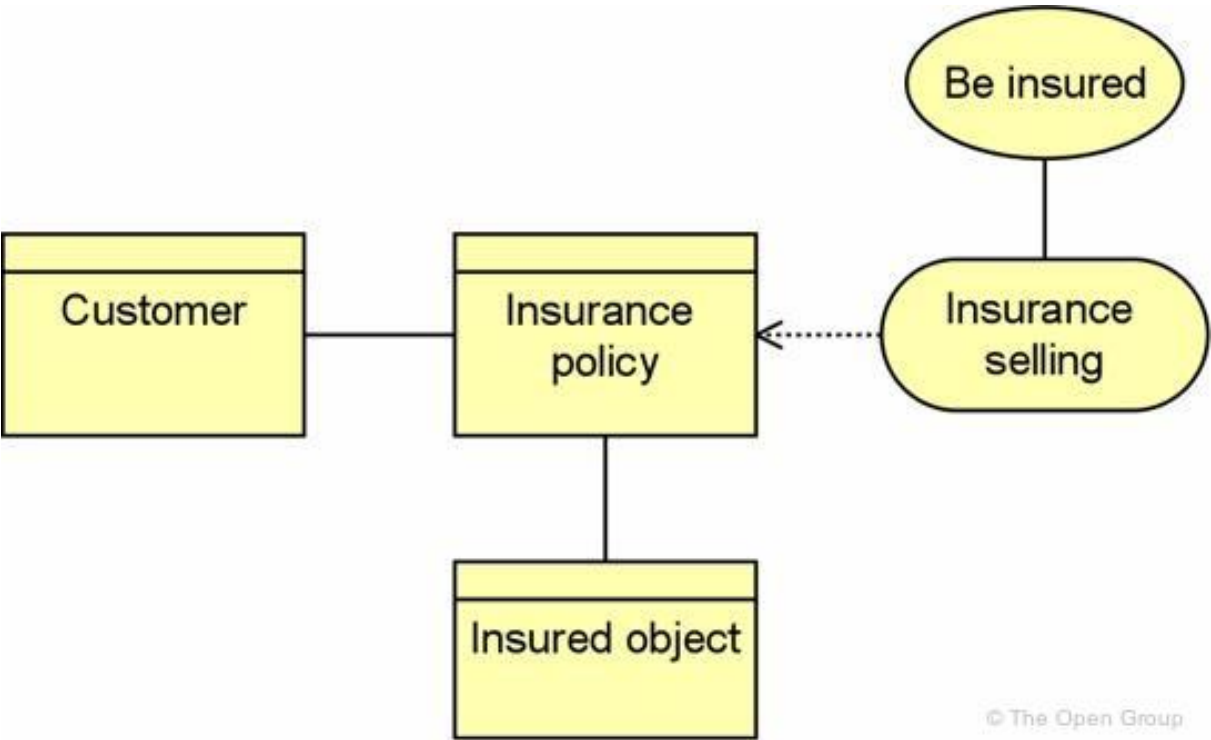 Be insured
Customer
Insurance
policy
Insurance
selling
Insured object
© The Open Group